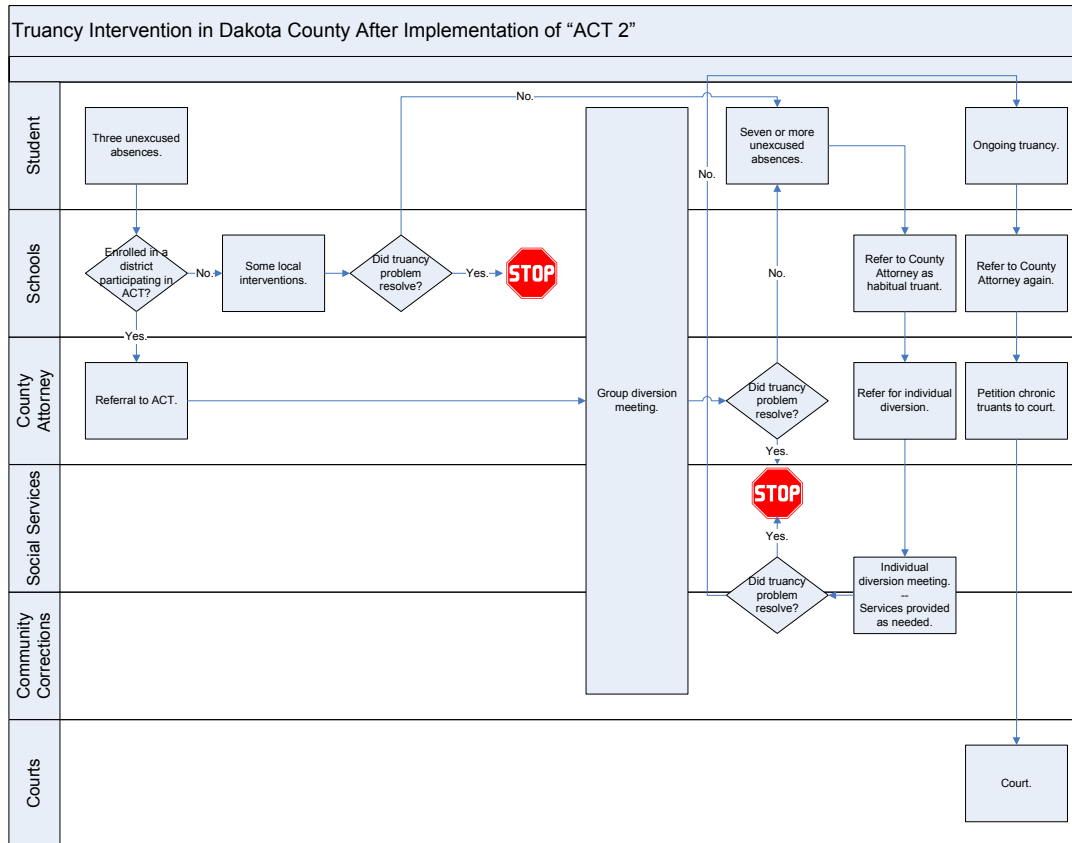 Truancy Intervention in Dakota County After Implementation of “ACT 2”
Student
Three unexcused
absences.
No.
Seven or more
unexcused
absences.
Ongoing truancy.
No.
Schools
Enrolled in a
district
participating in
ACT?
No.
Some local
interventions.
Did truancy
problem
resolve?
Yes.
STOP
No.
Refer to County
Attorney as
habitual truant.
Refer to County
Attorney again.
Yes.
County
Attorney
Referral to ACT.
Group diversion
meeting.
Did truancy
problem
resolve?
Refer for individual
diversion.
Petition chronic
truants to court.
Yes.
Social Services
STOP
Yes.
Did truancy
problem
resolve?
Individual
diversion meeting.
--
Services provided
as needed.
Community
Corrections
Courts
Court.